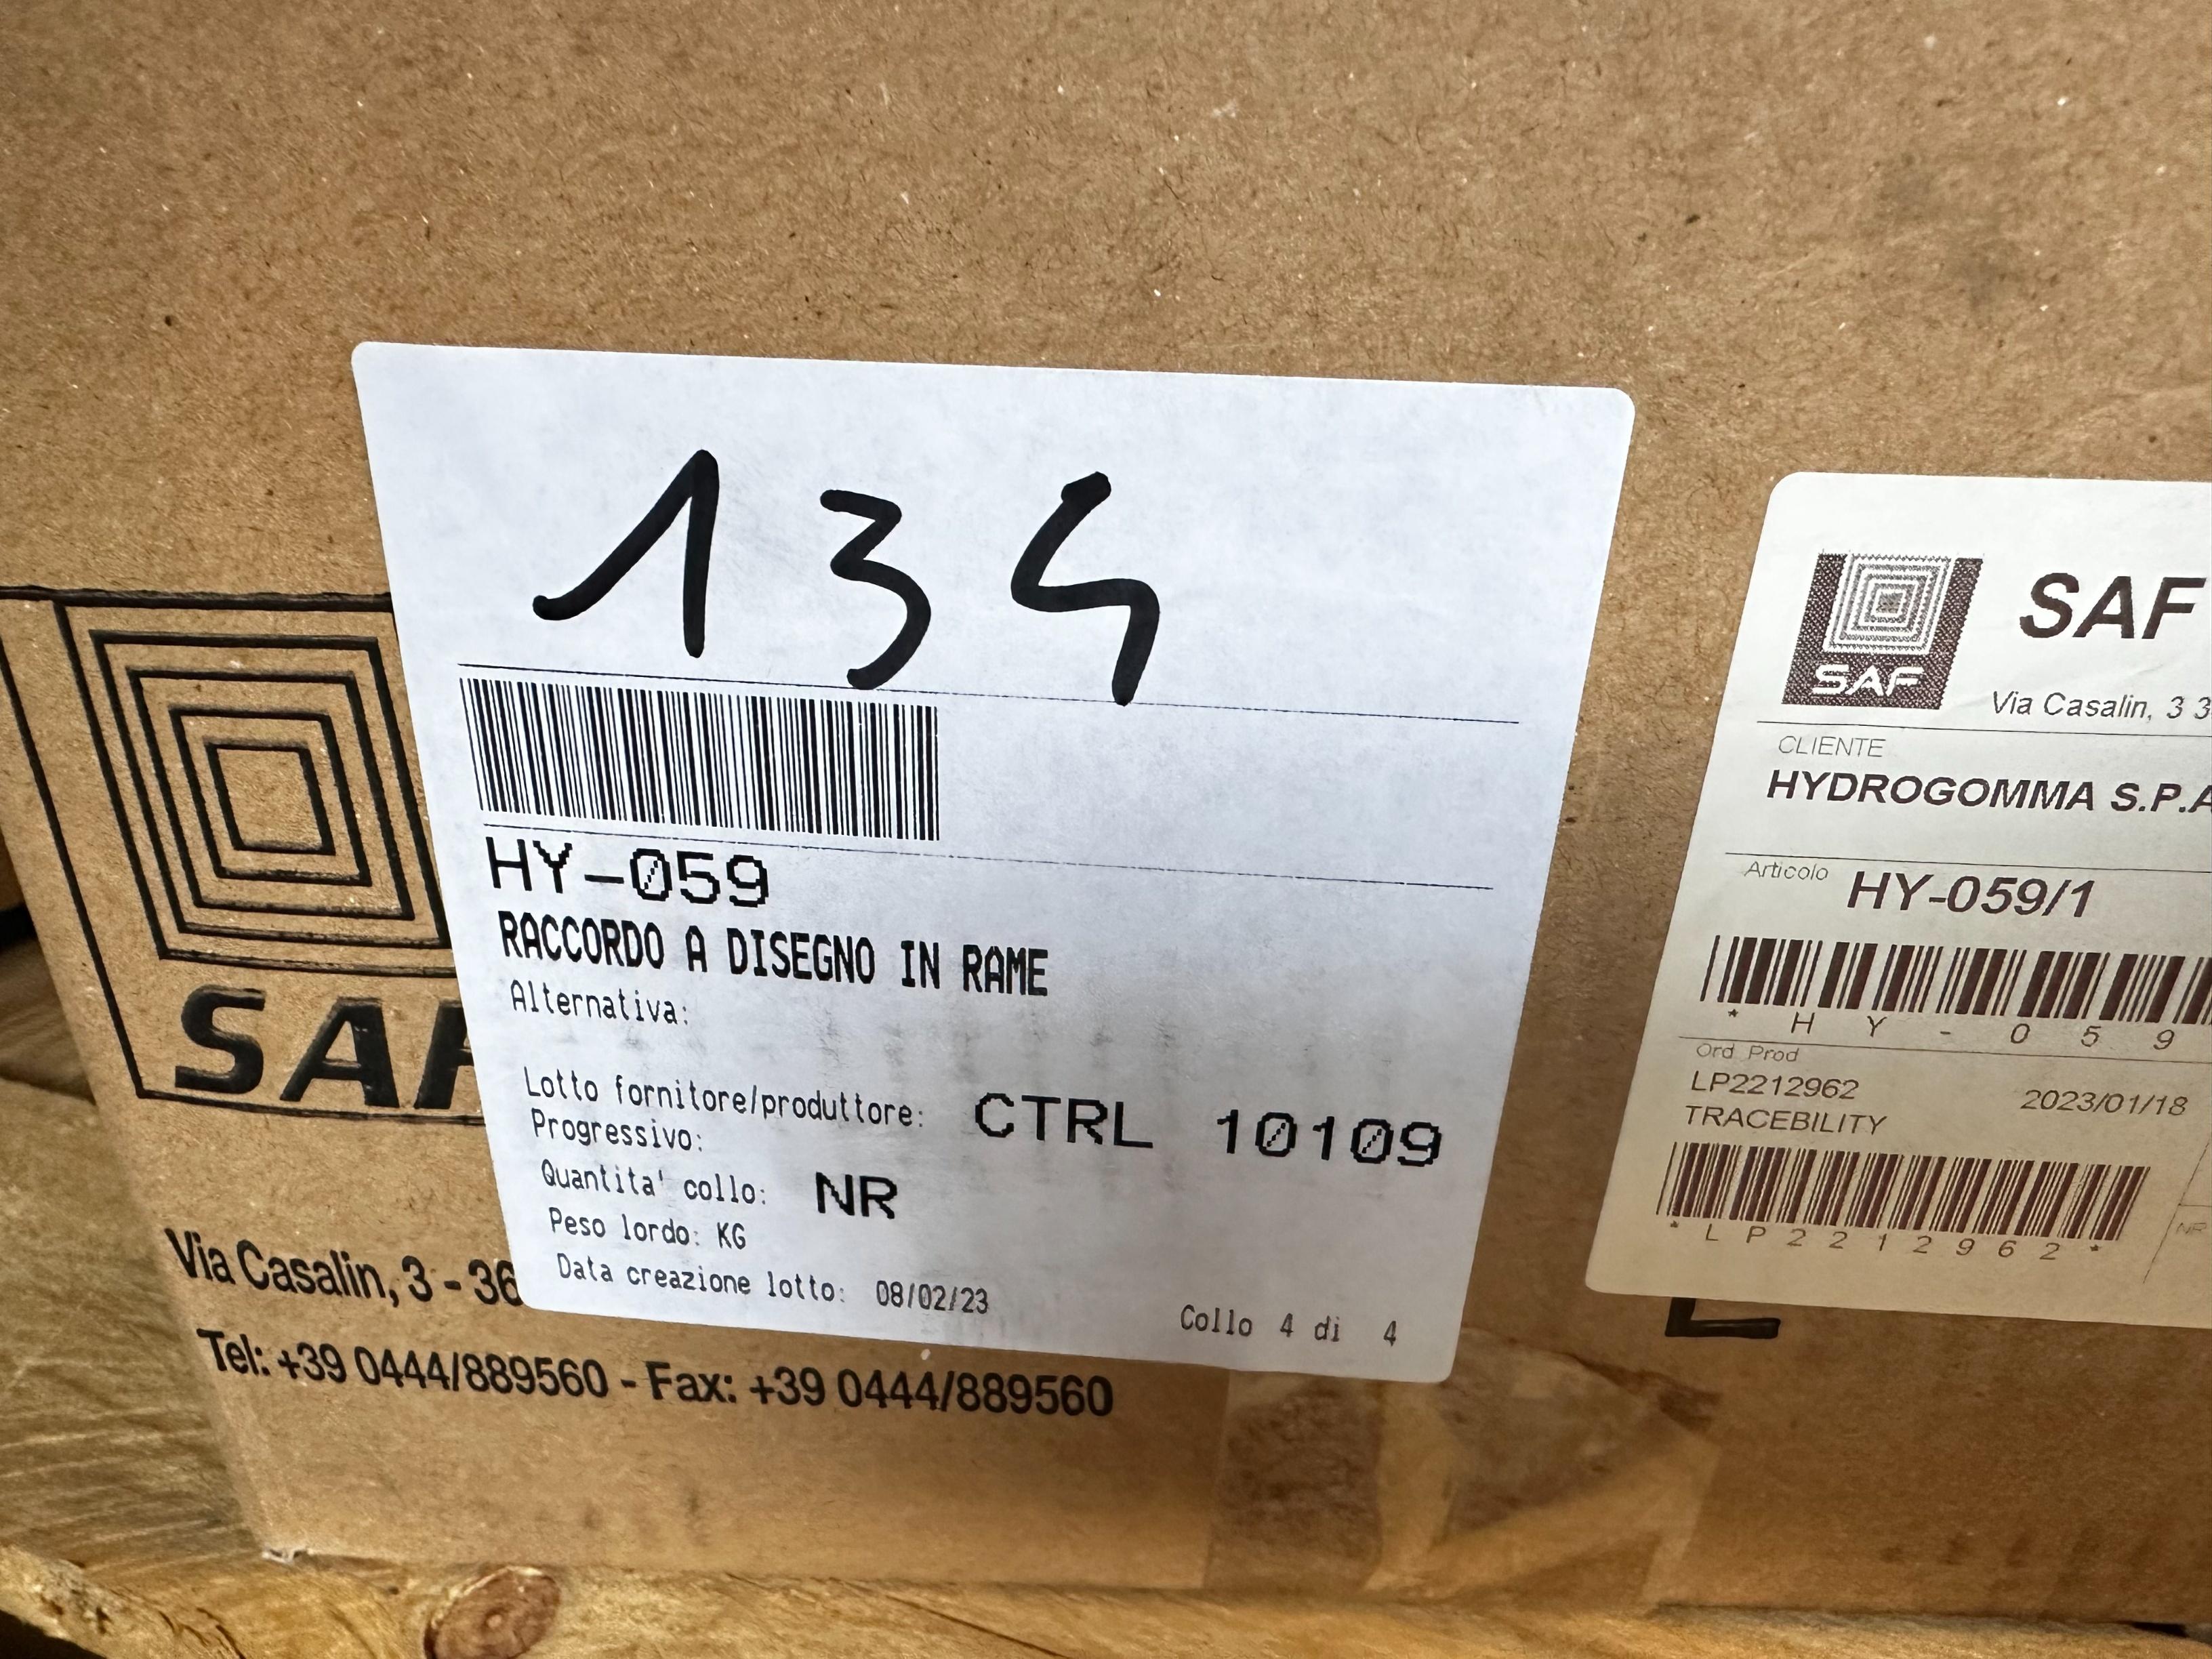 134
HY-059
RACCORDO A DISEGNO IN RAME
Alternativa:
Lotto fornitore/produttore: CTRL 10109
Progressivo:
Quantita' collo: NR
Peso lordo: KG
Data creazione lotto: 08/02/23
Collo 4 di 4
SAF
Via Casalin, 3 - 36
Tel: +39 0444/889560 - Fax: +39 0444/889560
SAF
SAF
Via Casalin, 3 3
CLIENTE
HYDROGOMMA S.P.A
Articolo HY-059/1
* H Y - 0 5 9
Ord Prod
LP2212962 2023/01/18
TRACEBILITY
* L P 2 2 1 2 9 6 2 *
NR